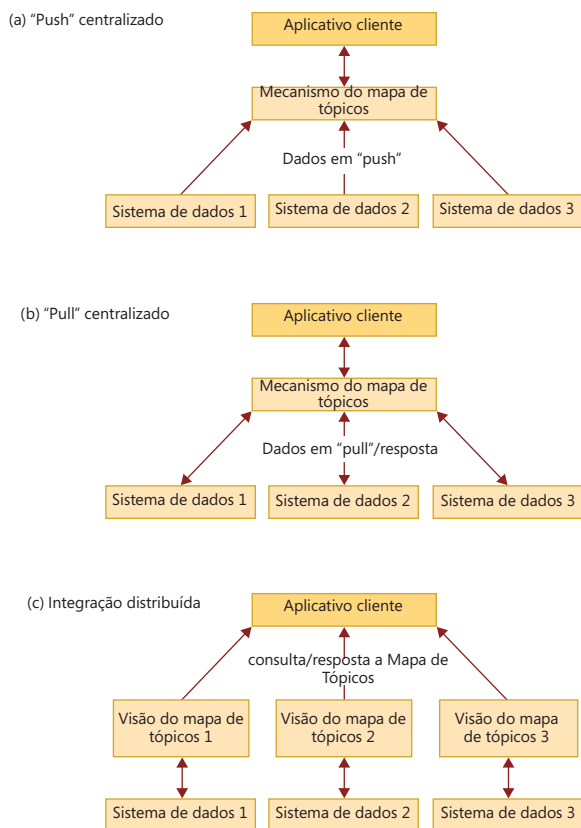 (a) “Push” centralizado
Aplicativo cliente
Mecanismo do mapa de
tópicos
Dados em “push”
Sistema de dados 1
Sistema de dados 2
Sistema de dados 3
(b) “Pull” centralizado
Aplicativo cliente
Mecanismo do mapa de
tópicos
Dados em “pull”/resposta
Sistema de dados 1
Sistema de dados 2
Sistema de dados 3
(c) Integração distribuída
Aplicativo cliente
consulta/resposta a Mapa de
Tópicos
Visão do mapa de
tópicos 1
Visão do mapa de
tópicos 2
Visão do mapa
de tópicos 3
Sistema de dados 1
Sistema de dados 2
Sistema de dados 3